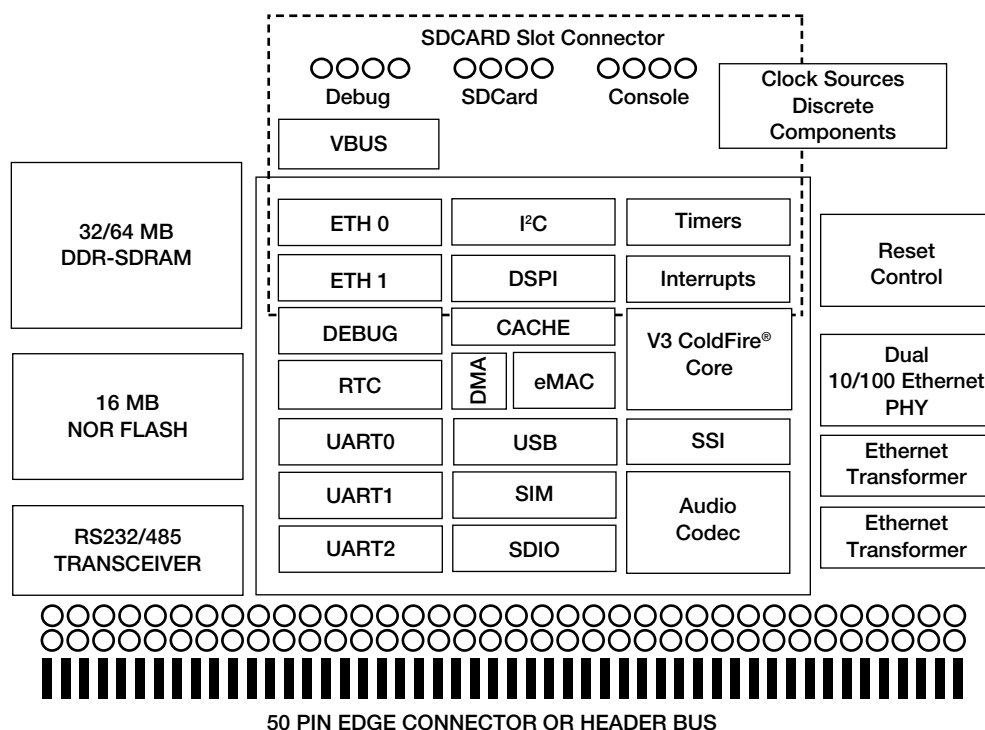 SDCARD Slot Connector
Debug
SDCard
Console
Clock Sources
Discrete
Components
VBUS
32/64 MB
DDR-SDRAM
ETH 0
I²C
Timers
ETH 1
DSPI
Interrupts
Reset
Control
DEBUG
CACHE
V3 ColdFire®
Core
RTC
DMA
eMAC
Dual
10/100 Ethernet
PHY
16 MB
NOR FLASH
UART0
USB
SSI
Ethernet
Transformer
UART1
SIM
Audio
Codec
RS232/485
TRANSCEIVER
UART2
SDIO
Ethernet
Transformer
50 PIN EDGE CONNECTOR OR HEADER BUS